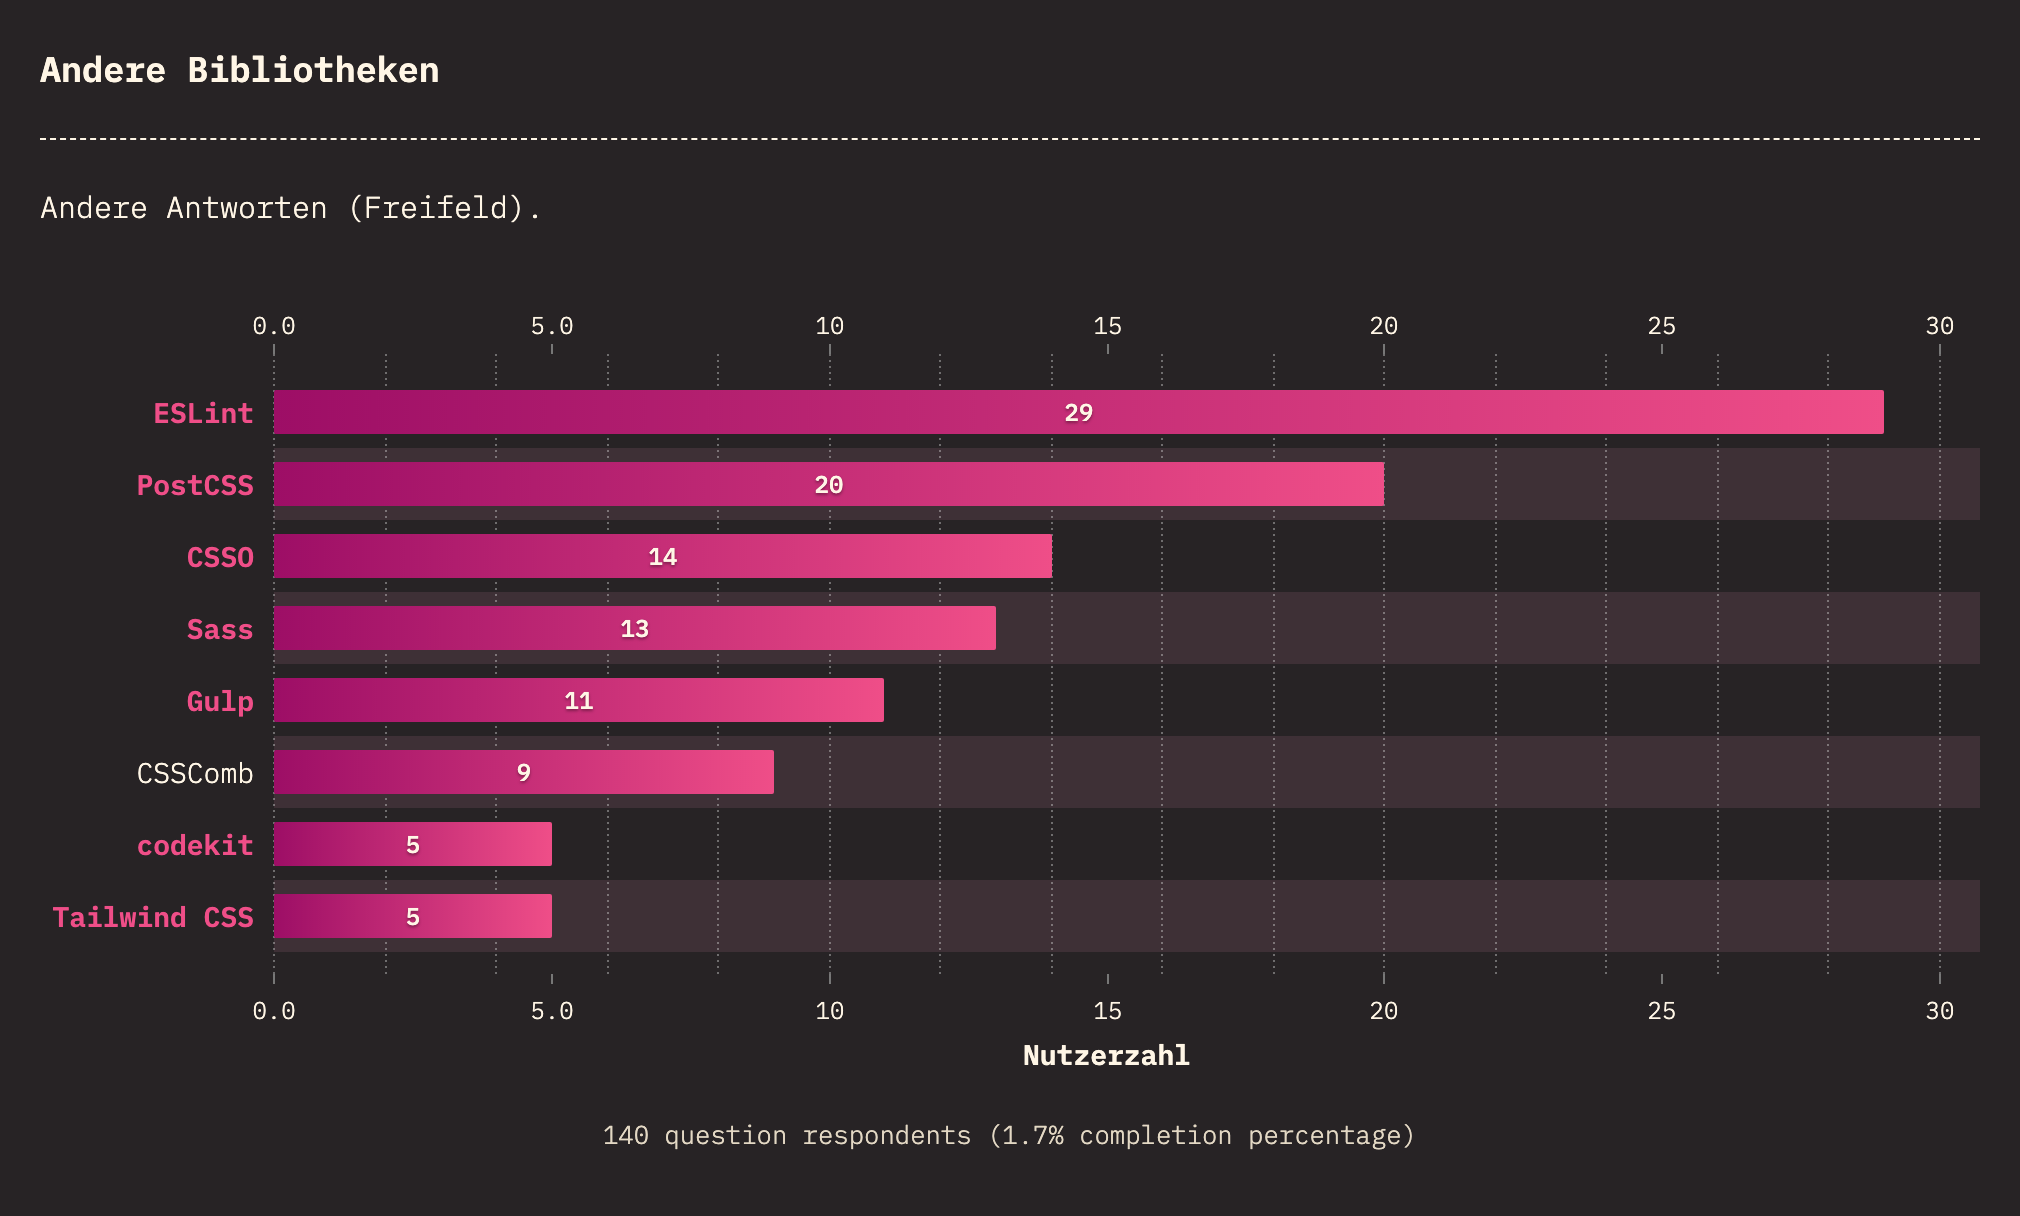 Andere Bibliotheken
Andere Antworten (Freifeld).
0.0 5.0 10 15 20 25 30
ESLint 29
PostCSS 20
CSSO 14
Sass 13
Gulp 11
CSSComb 9
codekit 5
Tailwind CSS 5
0.0 5.0 10 15 20 25 30
Nutzerzahl
140 question respondents (1.7% completion percentage)